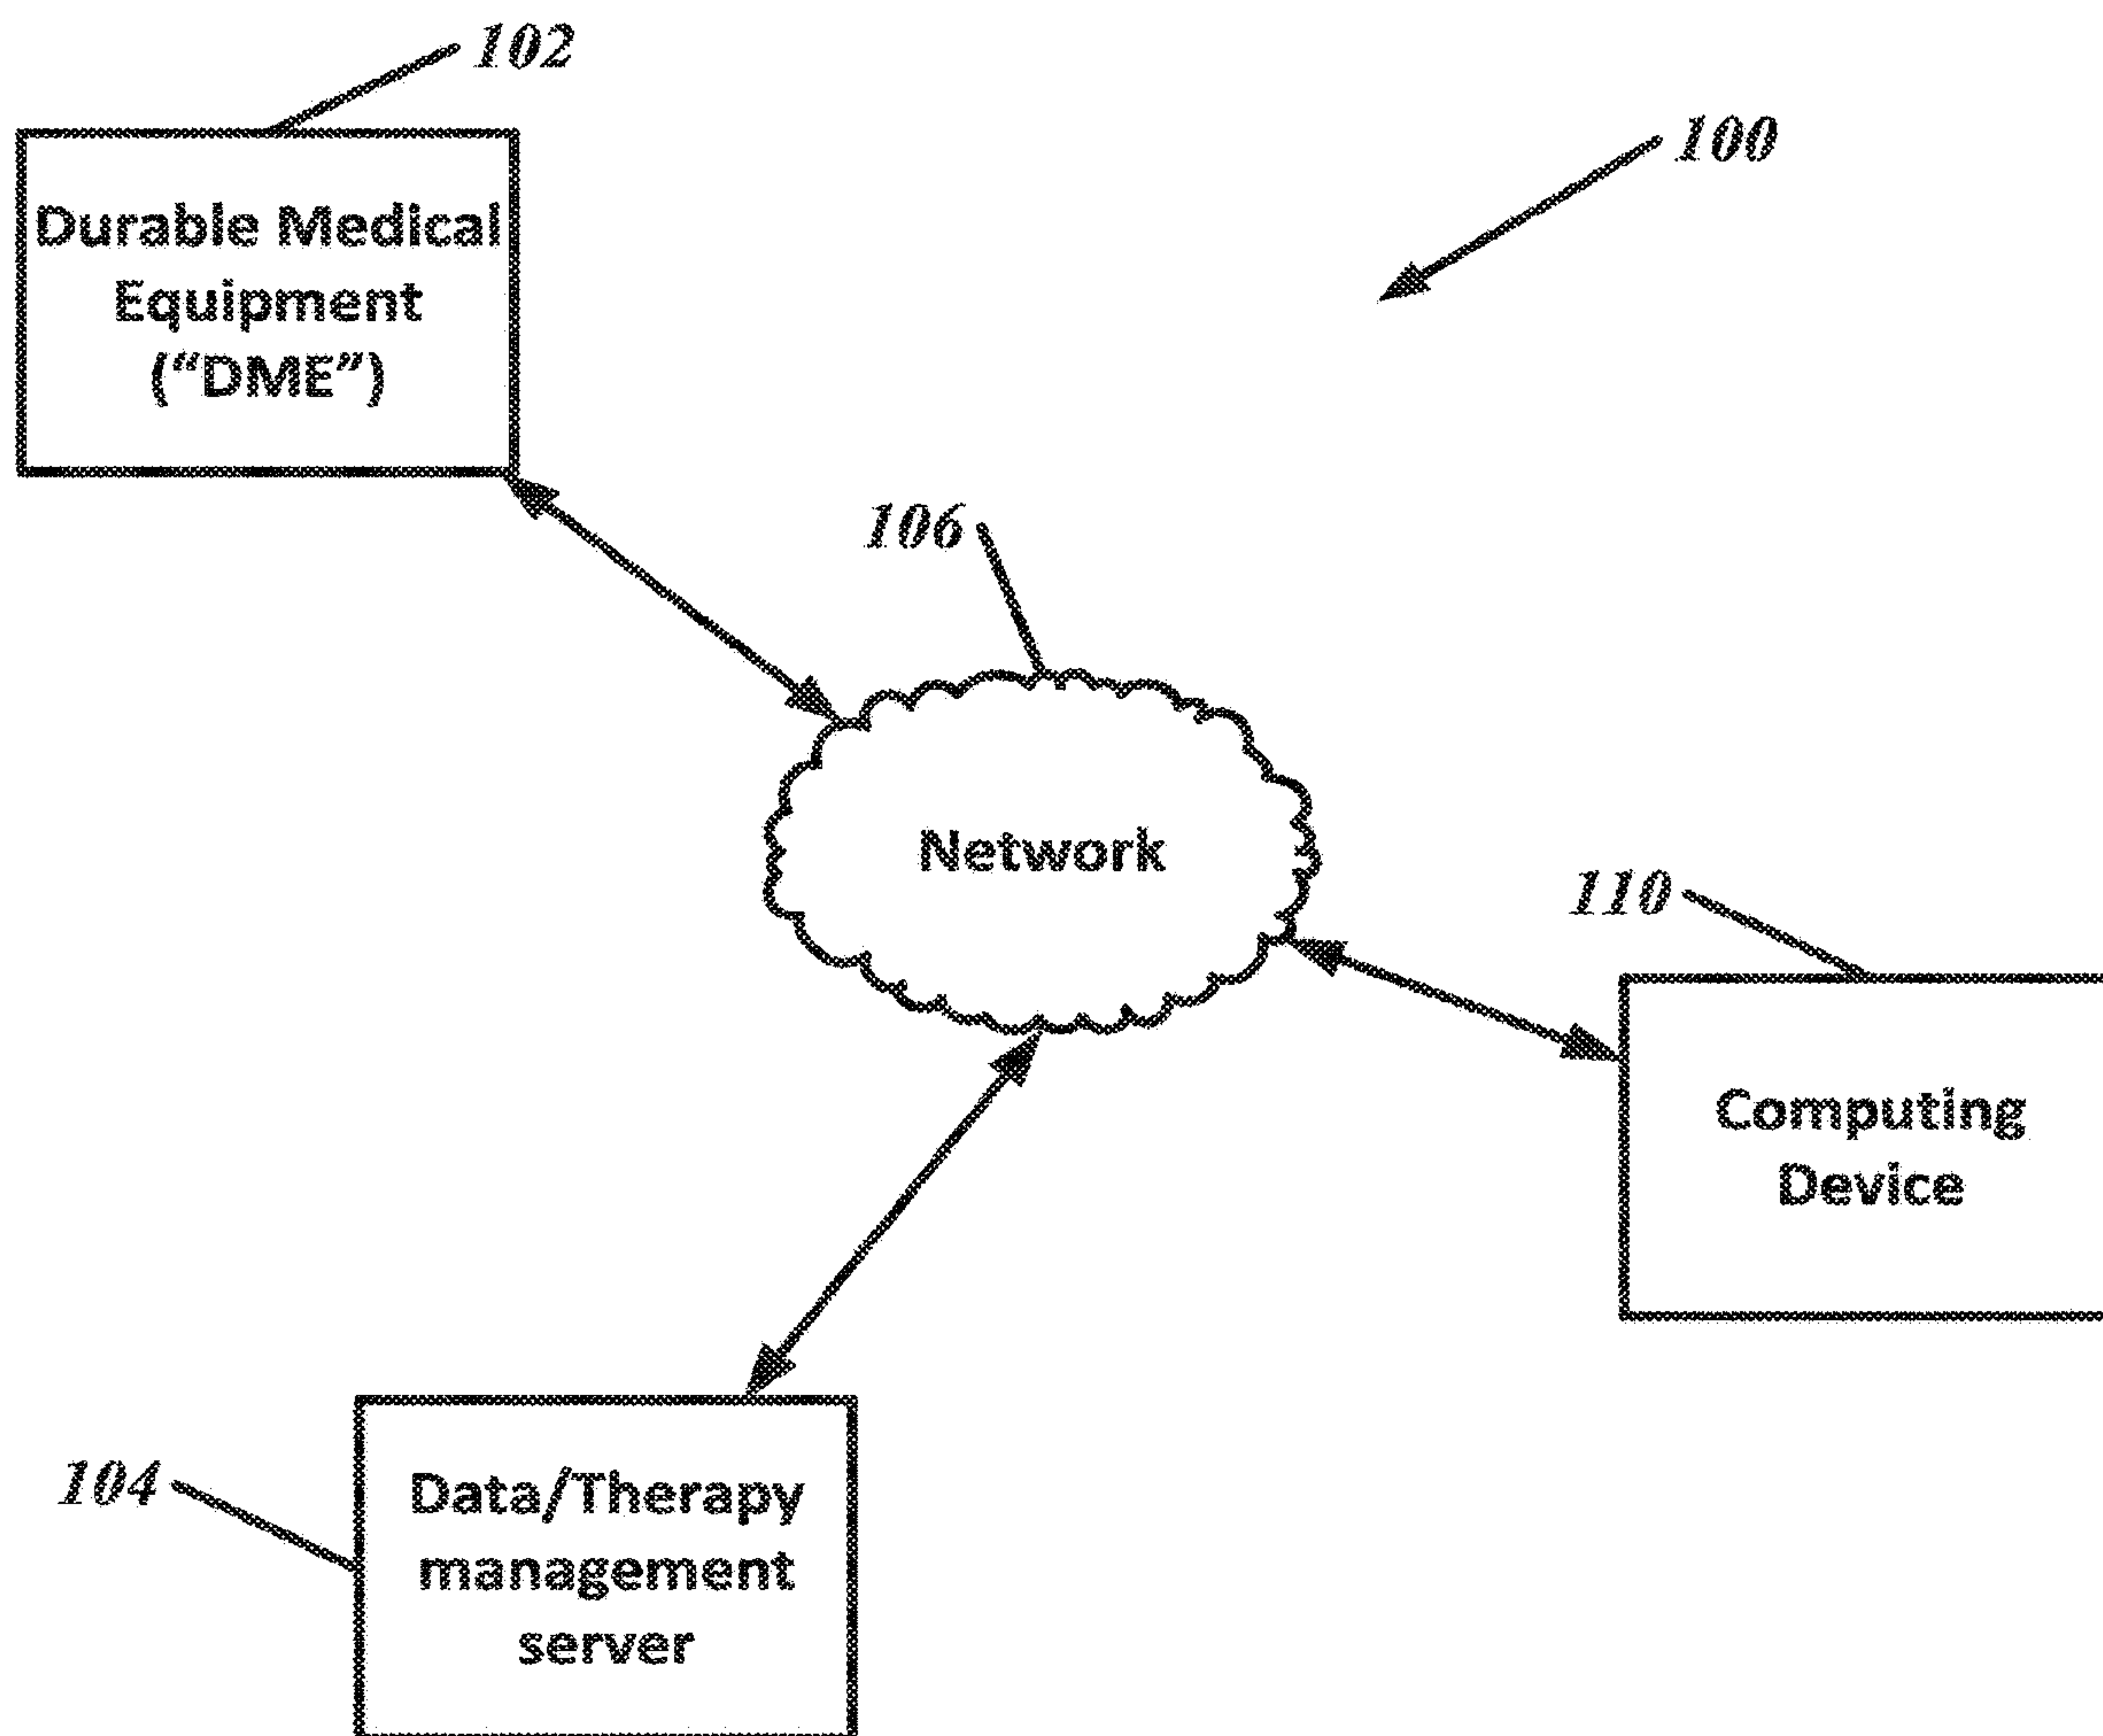 102
100
Durable Medical
Equipment
(“DME”)
106
Network
110
Computing
Device
104
Data/Therapy
management
server